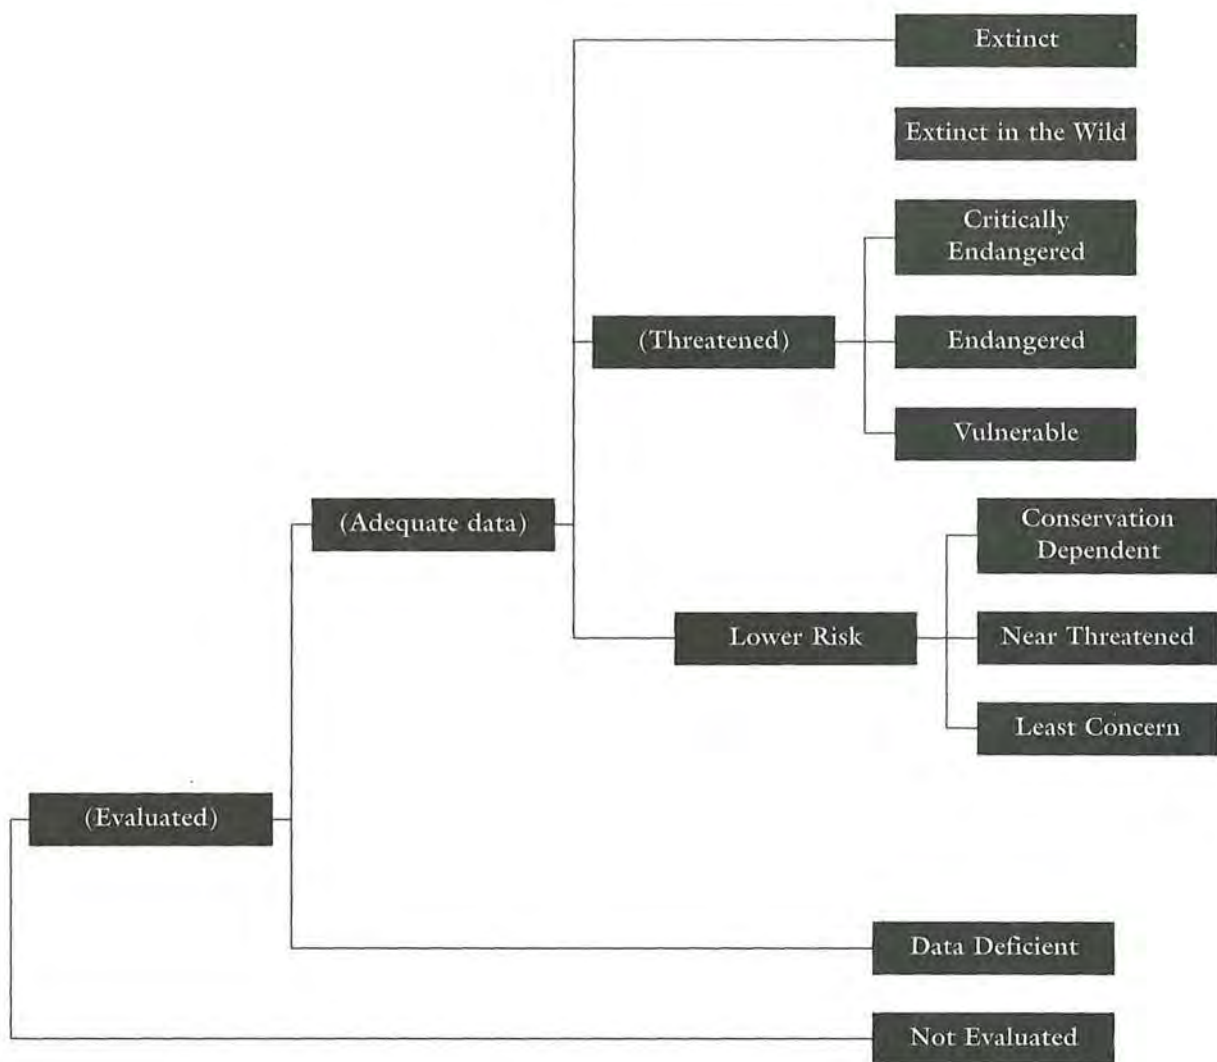 Extinct
Extinct in the Wild
Critically
Endangered
(Threatened)
Endangered
Vulnerable
(Adequate data)
Conservation
Dependent
Lower Risk
Near Threatened
Least Concern
(Evaluated)
Data Deficient
Not Evaluated